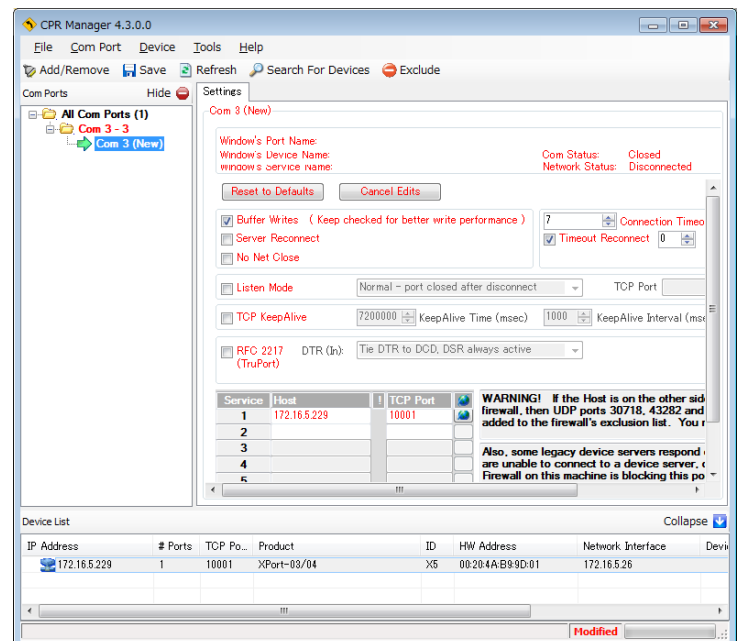 CPR Manager 4.3.0.0
File Com Port Device Tools Help
Add/Remove Save Refresh Search For Devices Exclude
Com Ports Hide
All Com Ports (1)
Com 3 - 3
Com 3 (New)
Settings
Com 3 (New)
Window's Port Name:
Window's Device Name:
Window's Service Name:
Com Status: Closed
Network Status: Disconnected
Reset to Defaults Cancel Edits
Buffer Writes ( Keep checked for better write performance )
Server Reconnect
No Net Close
7 Connection Timeo
Timeout Reconnect 0
Listen Mode Normal - port closed after disconnect TCP Port
TCP KeepAlive 7200000 KeepAlive Time (msec) 1000 KeepAlive Interval (mse
RFC 2217 (TruPort) DTR (In): Tie DTR to DCD, DSR always active
Service Host ! TCP Port
1 172.16.5.229 10001
2
3
4
5
WARNING! If the Host is on the other sid
firewall, then UDP ports 30718, 43282 and
added to the firewall's exclusion list. You
Also, some legacy device servers respond
are unable to connect to a device server,
Firewall on this machine is blocking this po
Device List Collapse
IP Address # Ports TCP Po... Product ID HW Address Network Interface Devi
172.16.5.229 1 10001 XPort-03/04 X5 00:20:4A:B9:9D:01 172.16.5.26
Modified